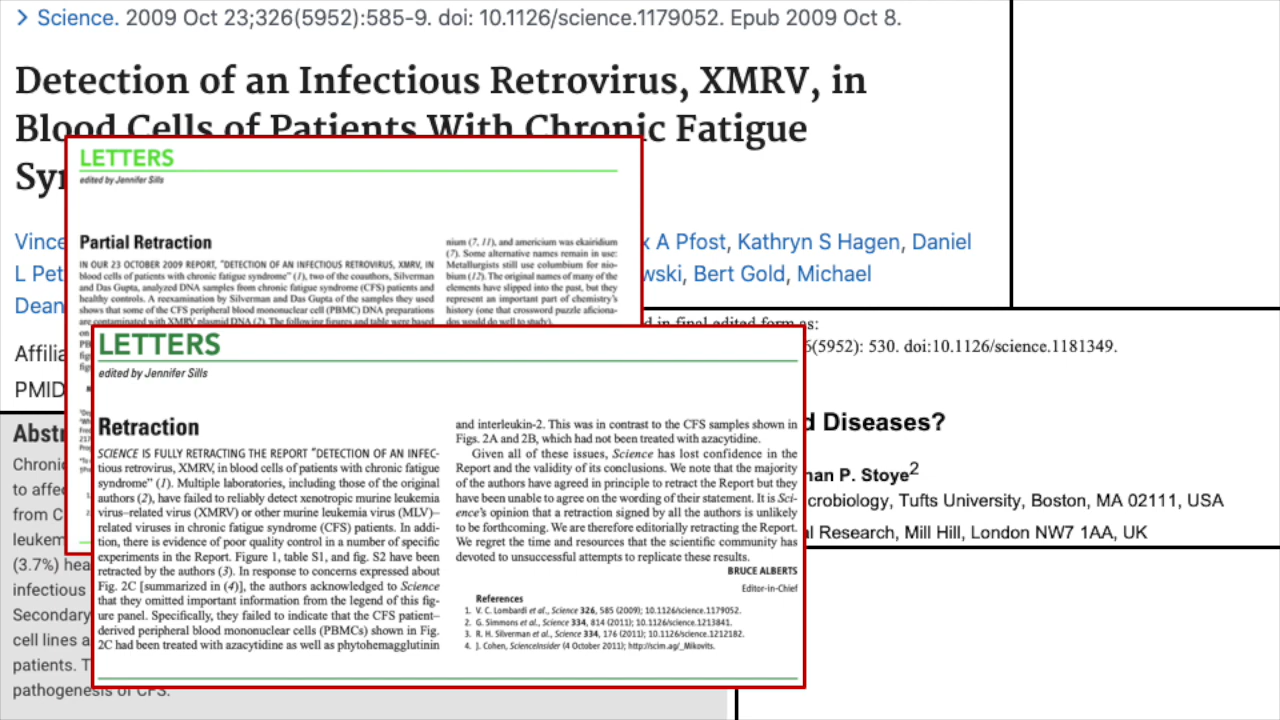 Science. 2009 Oct 23;326(5952):585-9. doi: 10.1126/science.1179052. Epub 2009 Oct 8.
Detection of an Infectious Retrovirus, XMRV, in
Blood Cells of Patients With Chronic Fatigue
Vince
x A Pfost, Kathryn S Hagen, Daniel
L Pet
wski, Bert Gold, Michael
Dean
Affilia
PMID
Abstr
Chronic
to affec
from C
leukem
(3.7%) hea
infectious
Secondary
cell lines a
patients. T
pathogenesis of CFS.
LETTERS
edited by Jennifer Sills
Partial Retraction
IN OUR 23 OCTOBER 2009 REPORT, "DETECTION OF AN INFECTIOUS RETROVIRUS, XMRV, IN
blood cells of patients with chronic fatigue syndrome" (1), two of the coauthors, Silverman
and Das Gupta, analyzed DNA samples from chronic fatigue syndrome (CFS) patients and
healthy controls. A reexamination by Silverman and Das Gupta of the samples they used
shows that some of the CFS peripheral blood mononuclear cell (PBMC) DNA preparations
are contaminated with XMRV plasmid DNA (2). The following figures and table were based
nium (7, 11), and americium was ekairidium
(7). Some alternative names remain in use:
Metallurgists still use columbium for nio-
bium (12). The original names of many of the
elements have slipped into the past, but they
represent an important part of chemistry's
history (one that crossword puzzle aficiona-
dos would do well to study).
d in final edited form as:
6(5952): 530. doi:10.1126/science.1181349.
d Diseases?
nan P. Stoye2
crobiology, Tufts University, Boston, MA 02111, USA
l Research, Mill Hill, London NW7 1AA, UK
LETTERS
edited by Jennifer Sills
Retraction
SCIENCE IS FULLY RETRACTING THE REPORT "DETECTION OF AN INFEC-
tious retrovirus, XMRV, in blood cells of patients with chronic fatigue
syndrome" (1). Multiple laboratories, including those of the original
authors (2), have failed to reliably detect xenotropic murine leukemia
virus–related virus (XMRV) or other murine leukemia virus (MLV)–
related viruses in chronic fatigue syndrome (CFS) patients. In addi-
tion, there is evidence of poor quality control in a number of specific
experiments in the Report. Figure 1, table S1, and fig. S2 have been
retracted by the authors (3). In response to concerns expressed about
Fig. 2C [summarized in (4)], the authors acknowledged to Science
that they omitted important information from the legend of this fig-
ure panel. Specifically, they failed to indicate that the CFS patient–
derived peripheral blood mononuclear cells (PBMCs) shown in Fig.
2C had been treated with azacytidine as well as phytohemagglutinin
and interleukin-2. This was in contrast to the CFS samples shown in
Figs. 2A and 2B, which had not been treated with azacytidine.
Given all of these issues, Science has lost confidence in the
Report and the validity of its conclusions. We note that the majority
of the authors have agreed in principle to retract the Report but they
have been unable to agree on the wording of their statement. It is Sci-
ence's opinion that a retraction signed by all the authors is unlikely
to be forthcoming. We are therefore editorially retracting the Report.
We regret the time and resources that the scientific community has
devoted to unsuccessful attempts to replicate these results.
BRUCE ALBERTS
Editor-in-Chief
References
1. V. C. Lombardi et al., Science 326, 585 (2009); 10.1126/science.1179052.
2. G. Simmons et al., Science 334, 814 (2011); 10.1126/science.1213841.
3. R. H. Silverman et al., Science 334, 176 (2011); 10.1126/science.1212182.
4. J. Cohen, ScienceInsider (4 October 2011); http://scim.ag/_Mikovits.